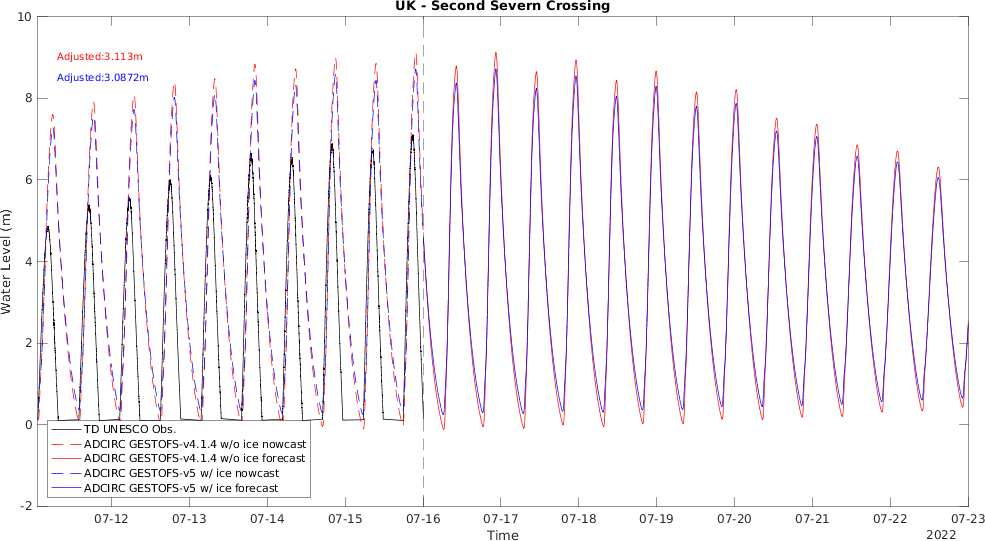 UK - Second Severn Crossing
10
8
6
4
2
0
-2
Water Level (m)
Adjusted:3.113m
Adjusted:3.0872m
TD UNESCO Obs.
ADCIRC GESTOFS-v4.1.4 w/o ice nowcast
ADCIRC GESTOFS-v4.1.4 w/o ice forecast
ADCIRC GESTOFS-v5 w/ ice nowcast
ADCIRC GESTOFS-v5 w/ ice forecast
07-12 07-13 07-14 07-15 07-16 07-17 07-18 07-19 07-20 07-21 07-22 07-23
Time
2022